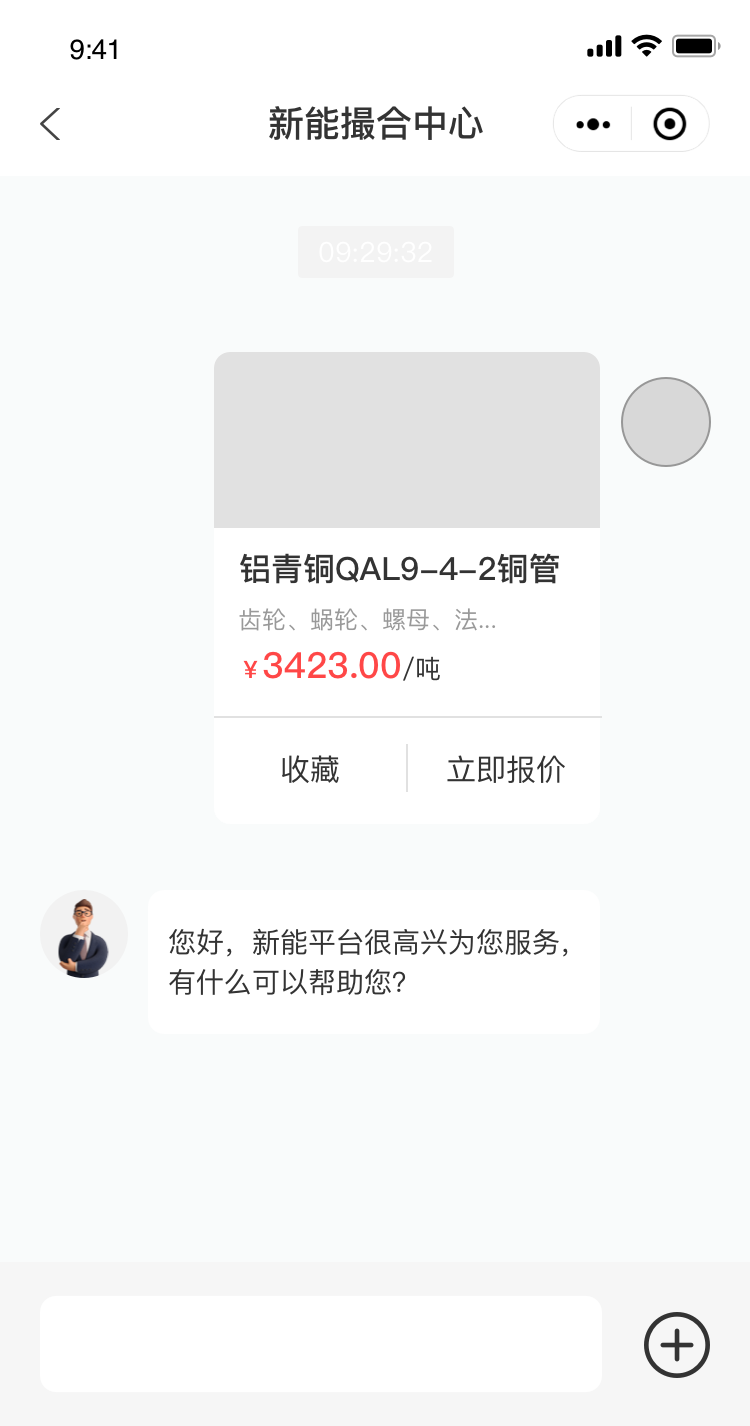 9:41
新能撮合中心
09:29:32
铝青铜QAL9-4-2铜管
齿轮、蜗轮、螺母、法...
¥3423.00/吨
收藏
立即报价
您好，新能平台很高兴为您服务，
有什么可以帮助您？